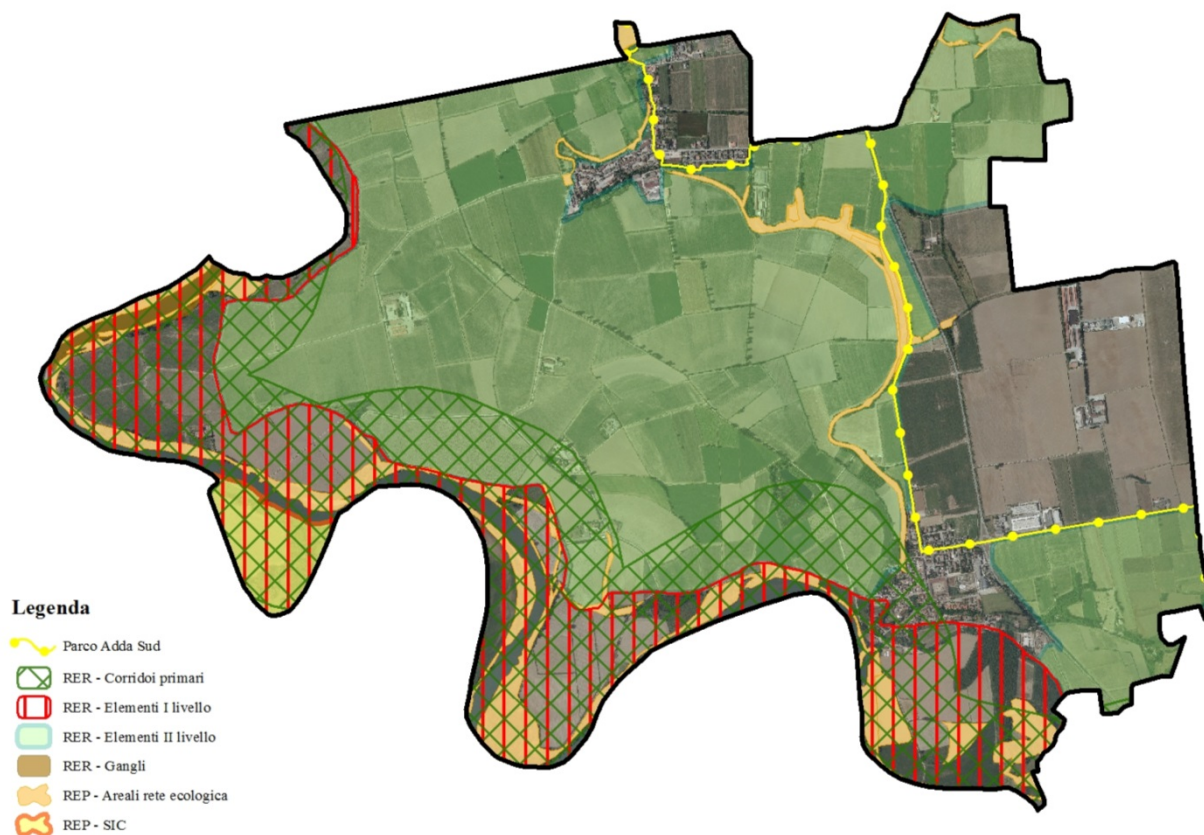 Legenda
Parco Adda Sud
RER - Corridoi primari
RER - Elementi I livello
RER - Elementi II livello
RER - Gangli
REP - Areali rete ecologica
REP - SIC